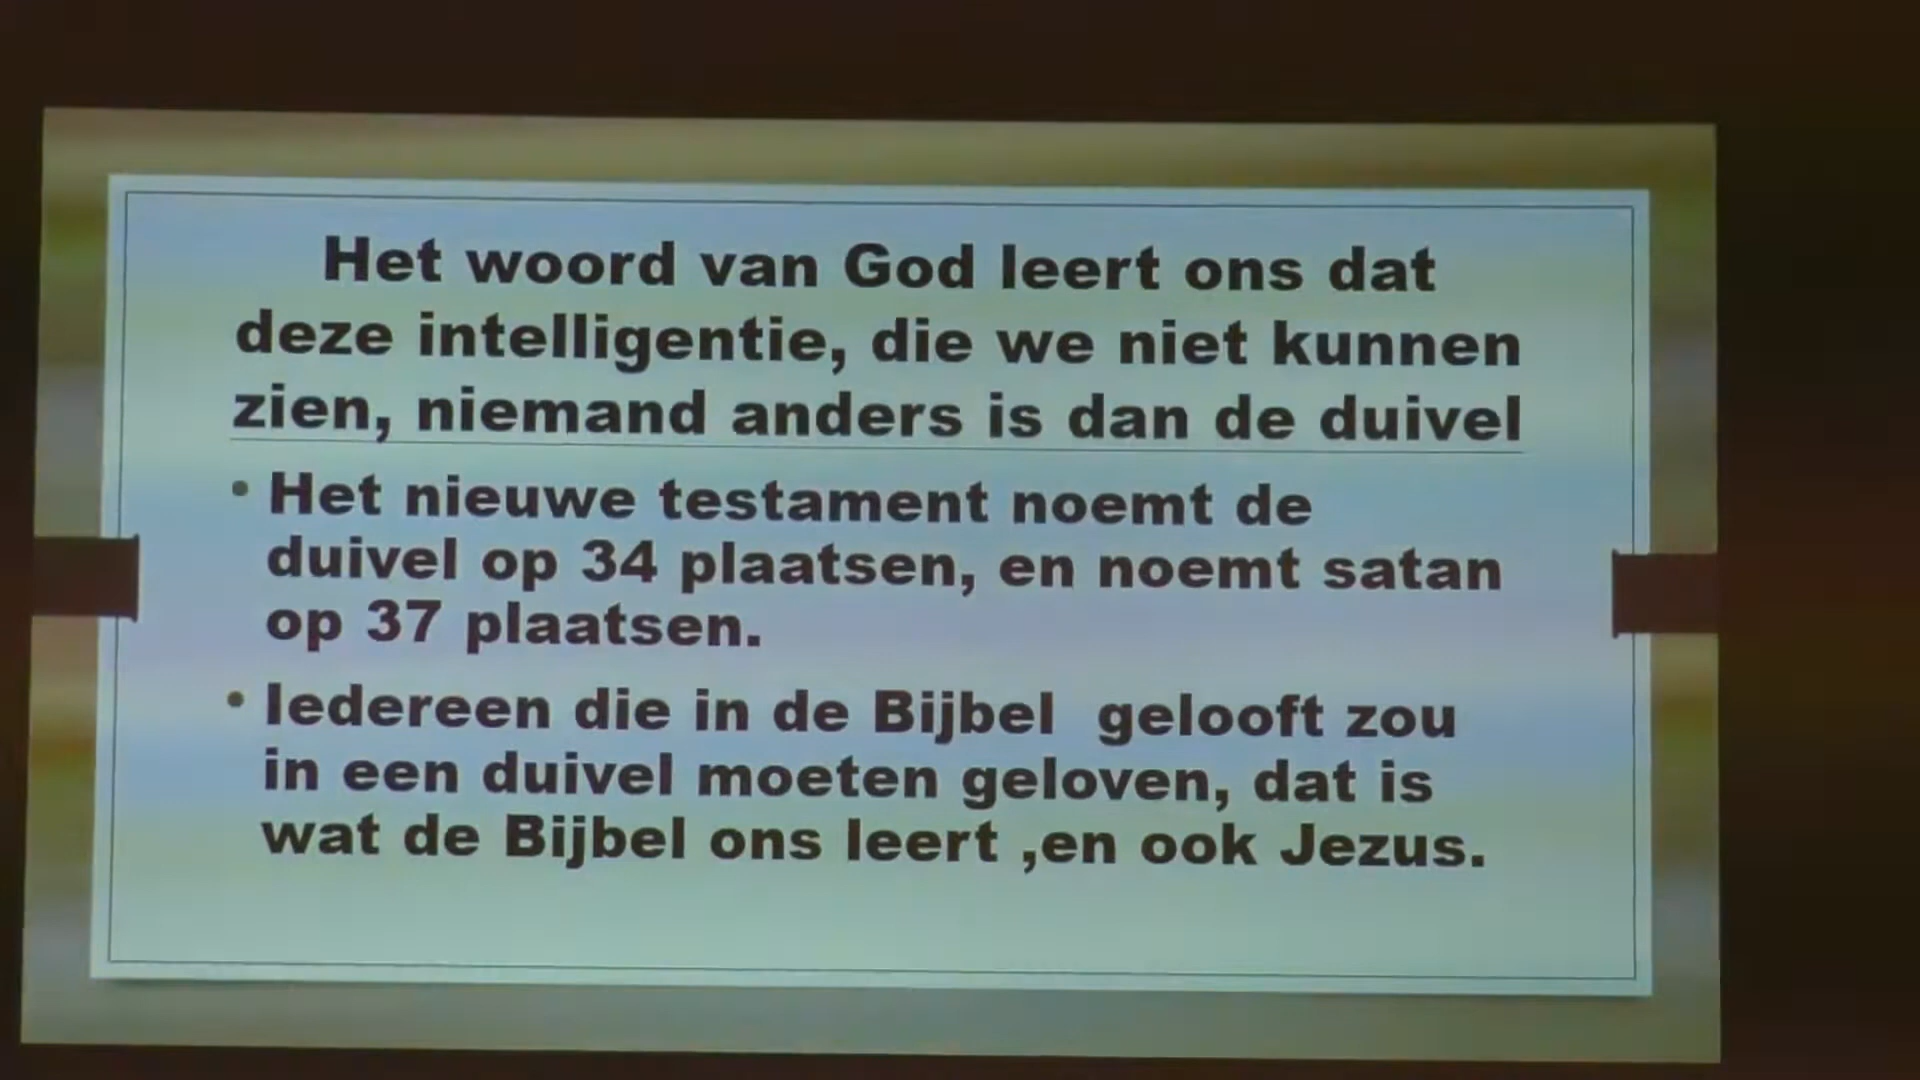 Het woord van God leert ons dat
deze intelligentie, die we niet kunnen
zien, niemand anders is dan de duivel
• Het nieuwe testament noemt de
duivel op 34 plaatsen, en noemt satan
op 37 plaatsen.
• Iedereen die in de Bijbel  gelooft zou
in een duivel moeten geloven, dat is
wat de Bijbel ons leert ,en ook Jezus.